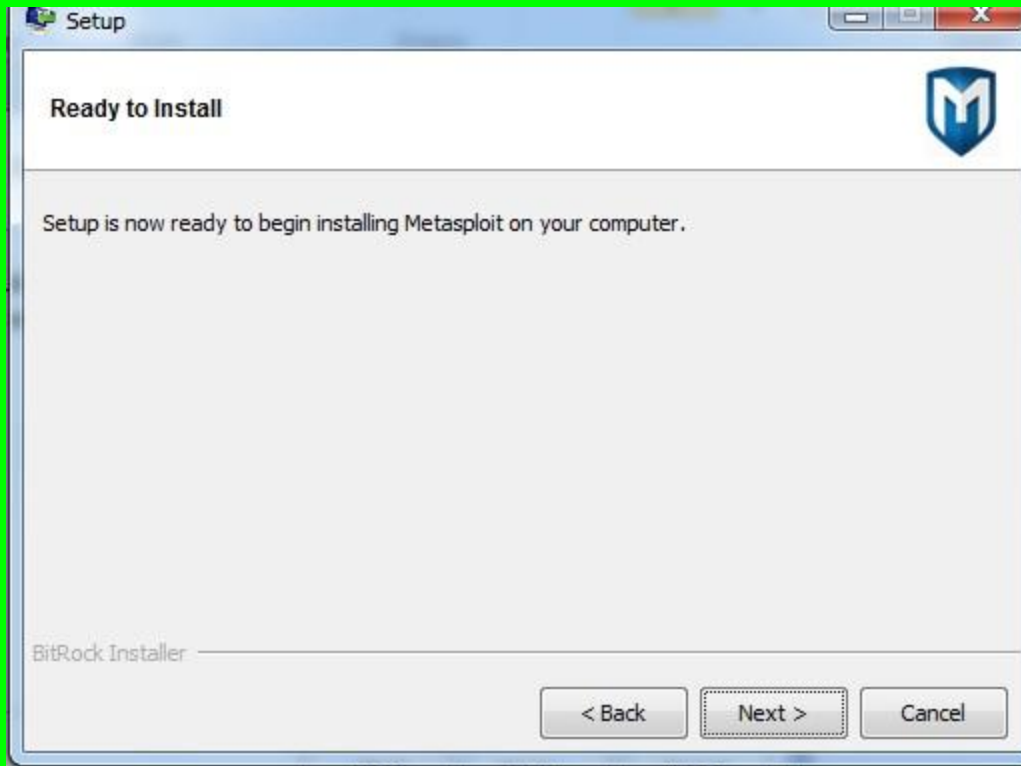 Setup
Ready to Install
Setup is now ready to begin installing Metasploit on your computer.
BitRock Installer
< Back Next > Cancel